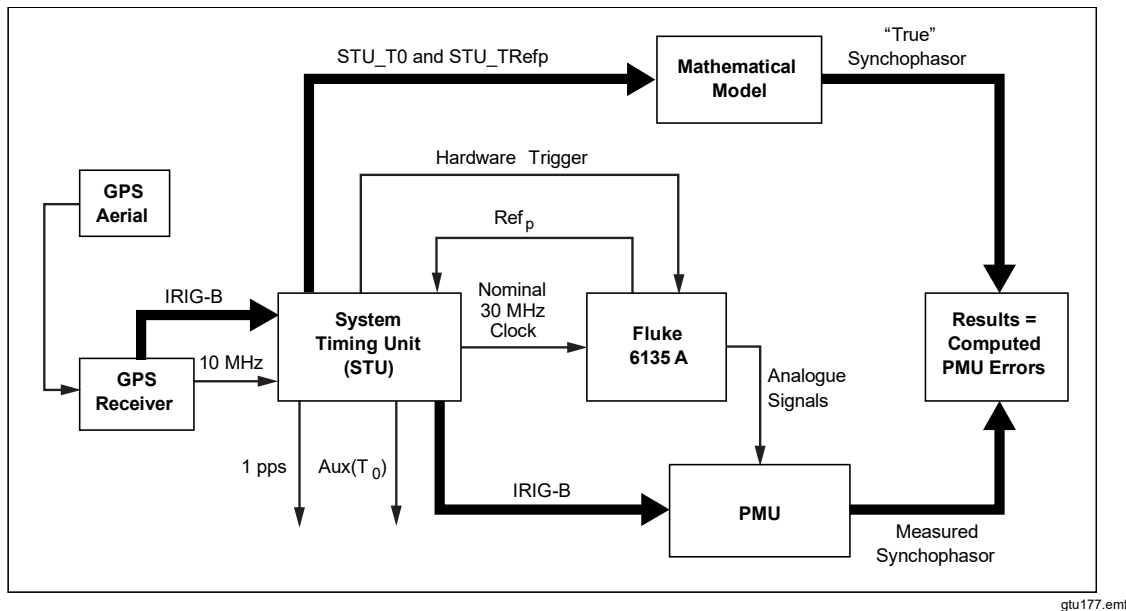 “True”
Synchophasor
STU_T0 and STU_TRefp
Mathematical
Model
Hardware Trigger
GPS
Aerial
Refp
IRIG-B
Nominal
30 MHz
Clock
System
Timing Unit
(STU)
Fluke
6135 A
Results =
Computed
PMU Errors
10 MHz
GPS
Receiver
Analogue
Signals
1 pps
Aux(T0)
IRIG-B
PMU
Measured
Synchophasor
gtu177.emf